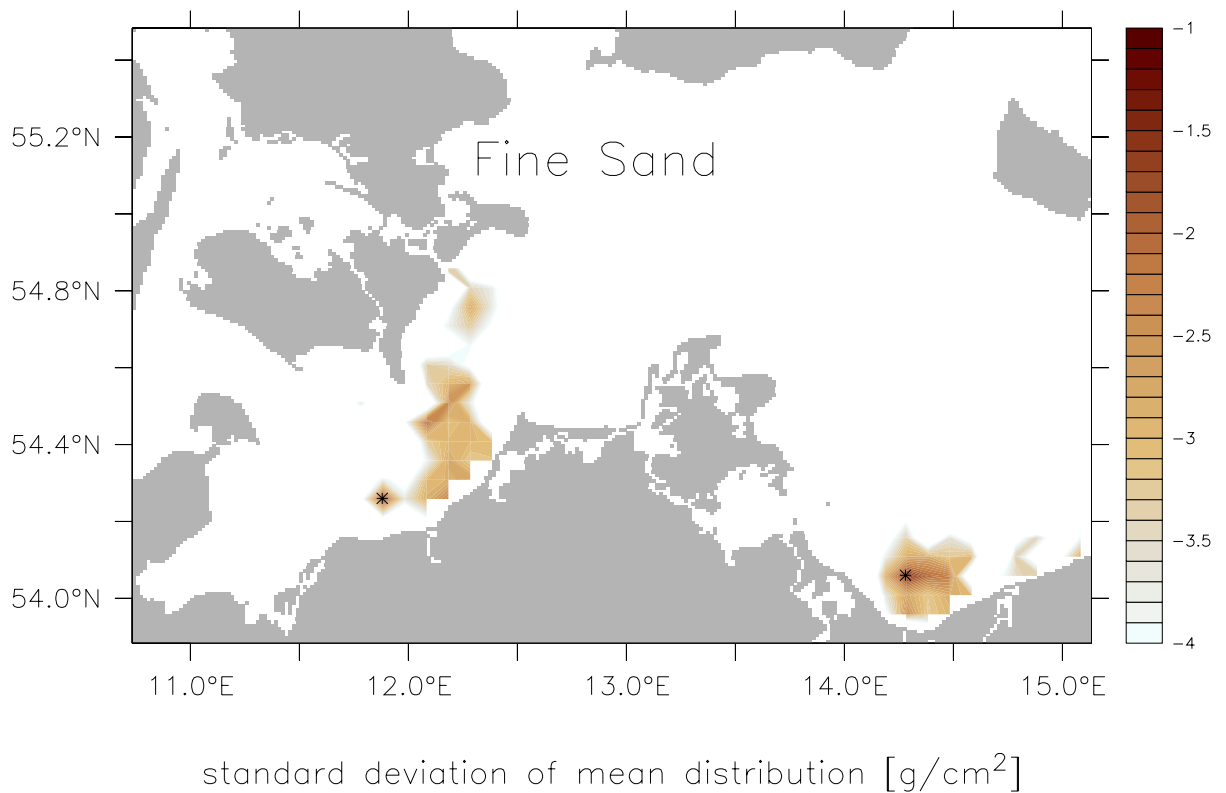 -1
55.2°N
-1.5
Fine Sand
-2
54.8°N
-2.5
54.4°N
-3
-3.5
54.0°N
-4
11.0°E 12.0°E 13.0°E 14.0°E 15.0°E
standard deviation of mean distribution [g/cm²]